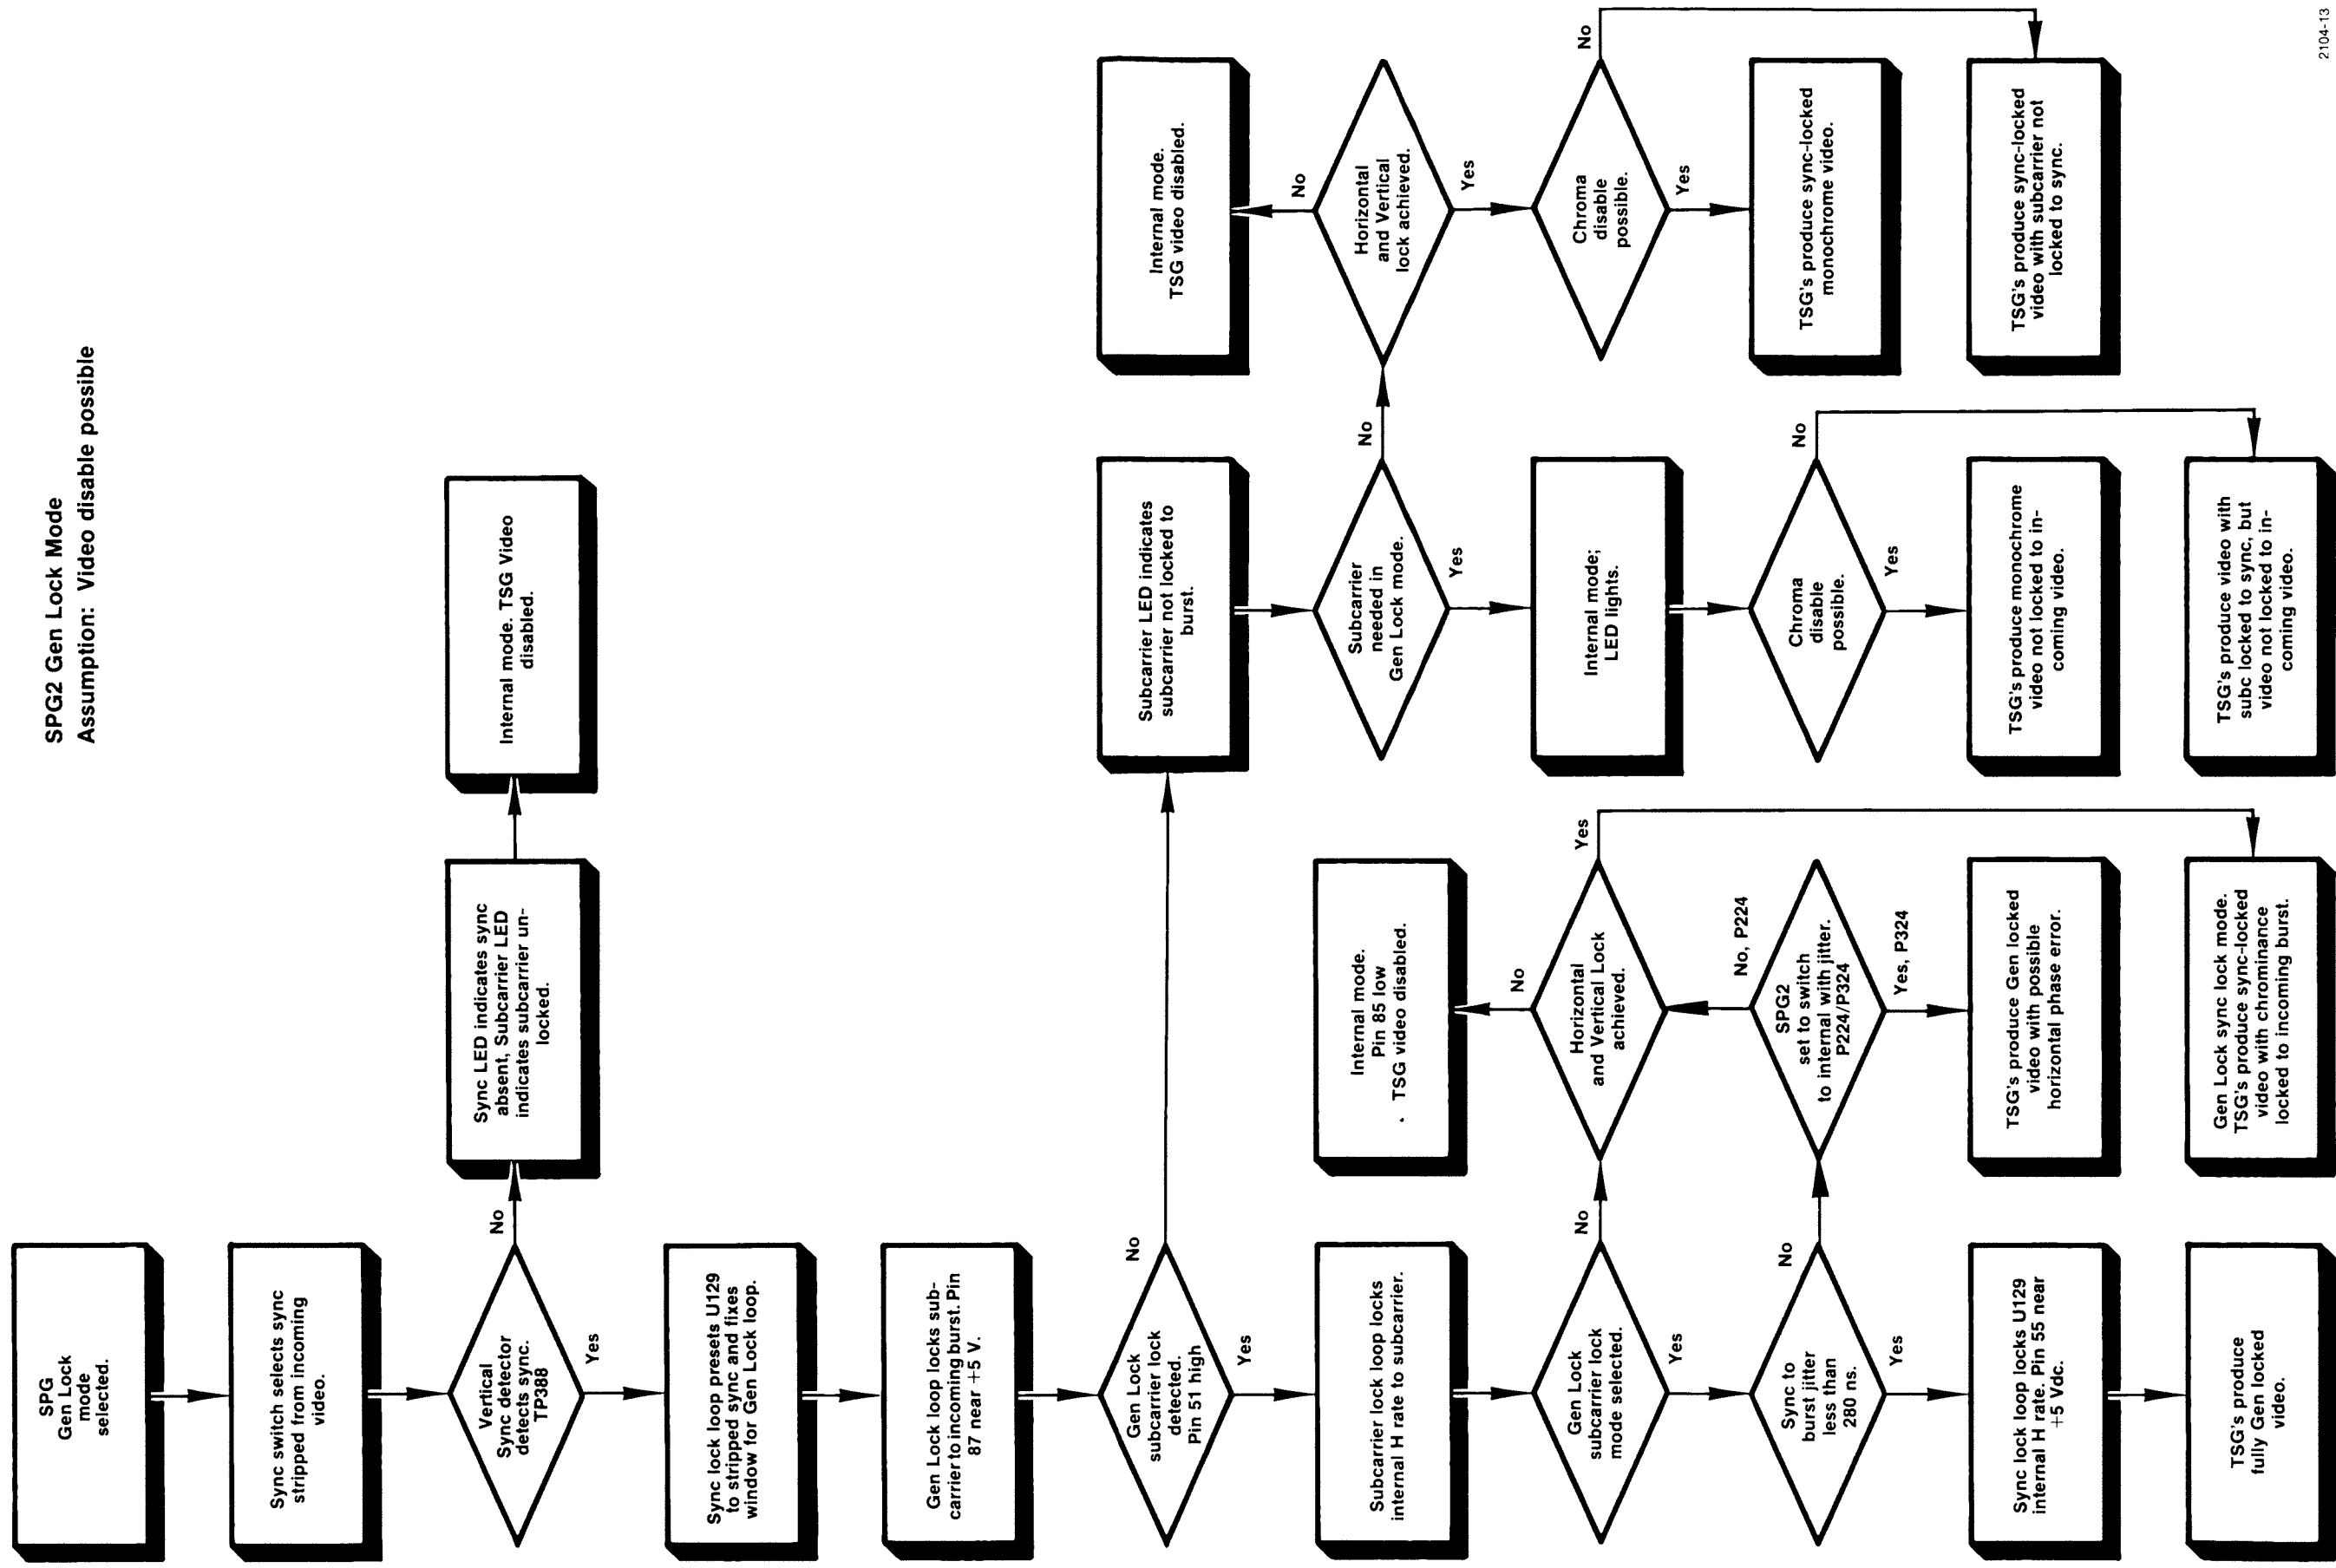 SPG2 Gen Lock Mode
Assumption: Video disable possible
SPG
Gen Lock
mode
selected.
Sync switch selects sync
stripped from incoming
video.
Vertical
Sync detector
detects sync.
TP388
No
Yes
Sync LED indicates sync
absent, Subcarrier LED
indicates subcarrier un-
locked.
Internal mode. TSG Video
disabled.
Sync lock loop presets U129
to stripped sync and fixes
window for Gen Lock loop.
Gen Lock loop locks sub-
carrier to incoming burst. Pin
87 near +5 V.
Gen Lock
subcarrier lock
detected.
Pin 51 high
No
Yes
Subcarrier LED indicates
subcarrier not locked to
burst.
Internal mode.
TSG video disabled.
Subcarrier lock loop locks
internal H rate to subcarrier.
Internal mode.
Pin 85 low
. TSG video disabled.
Subcarrier
needed in
Gen Lock mode.
No
Yes
Horizontal
and Vertical
lock achieved.
No
Yes
Gen Lock
subcarrier lock
mode selected.
No
Yes
Horizontal
and Vertical Lock
achieved.
No
Yes
Internal mode;
LED lights.
Chroma
disable
possible.
No
Yes
Sync to
burst jitter
less than
280 ns.
No
Yes
SPG2
set to switch
to internal with jitter.
P224/P324
No, P224
Yes, P324
Chroma
disable
possible.
No
Yes
TSG's produce sync-locked
monochrome video.
Sync lock loop locks U129
internal H rate. Pin 55 near
+5 Vdc.
TSG's produce Gen locked
video with possible
horizontal phase error.
TSG's produce monochrome
video not locked to in-
coming video.
TSG's produce sync-locked
video with subcarrier not
locked to sync.
TSG's produce
fully Gen locked
video.
Gen Lock sync lock mode.
TSG's produce sync-locked
video with chrominance
locked to incoming burst.
TSG's produce video with
subc locked to sync, but
video not locked to in-
coming video.
2104-13